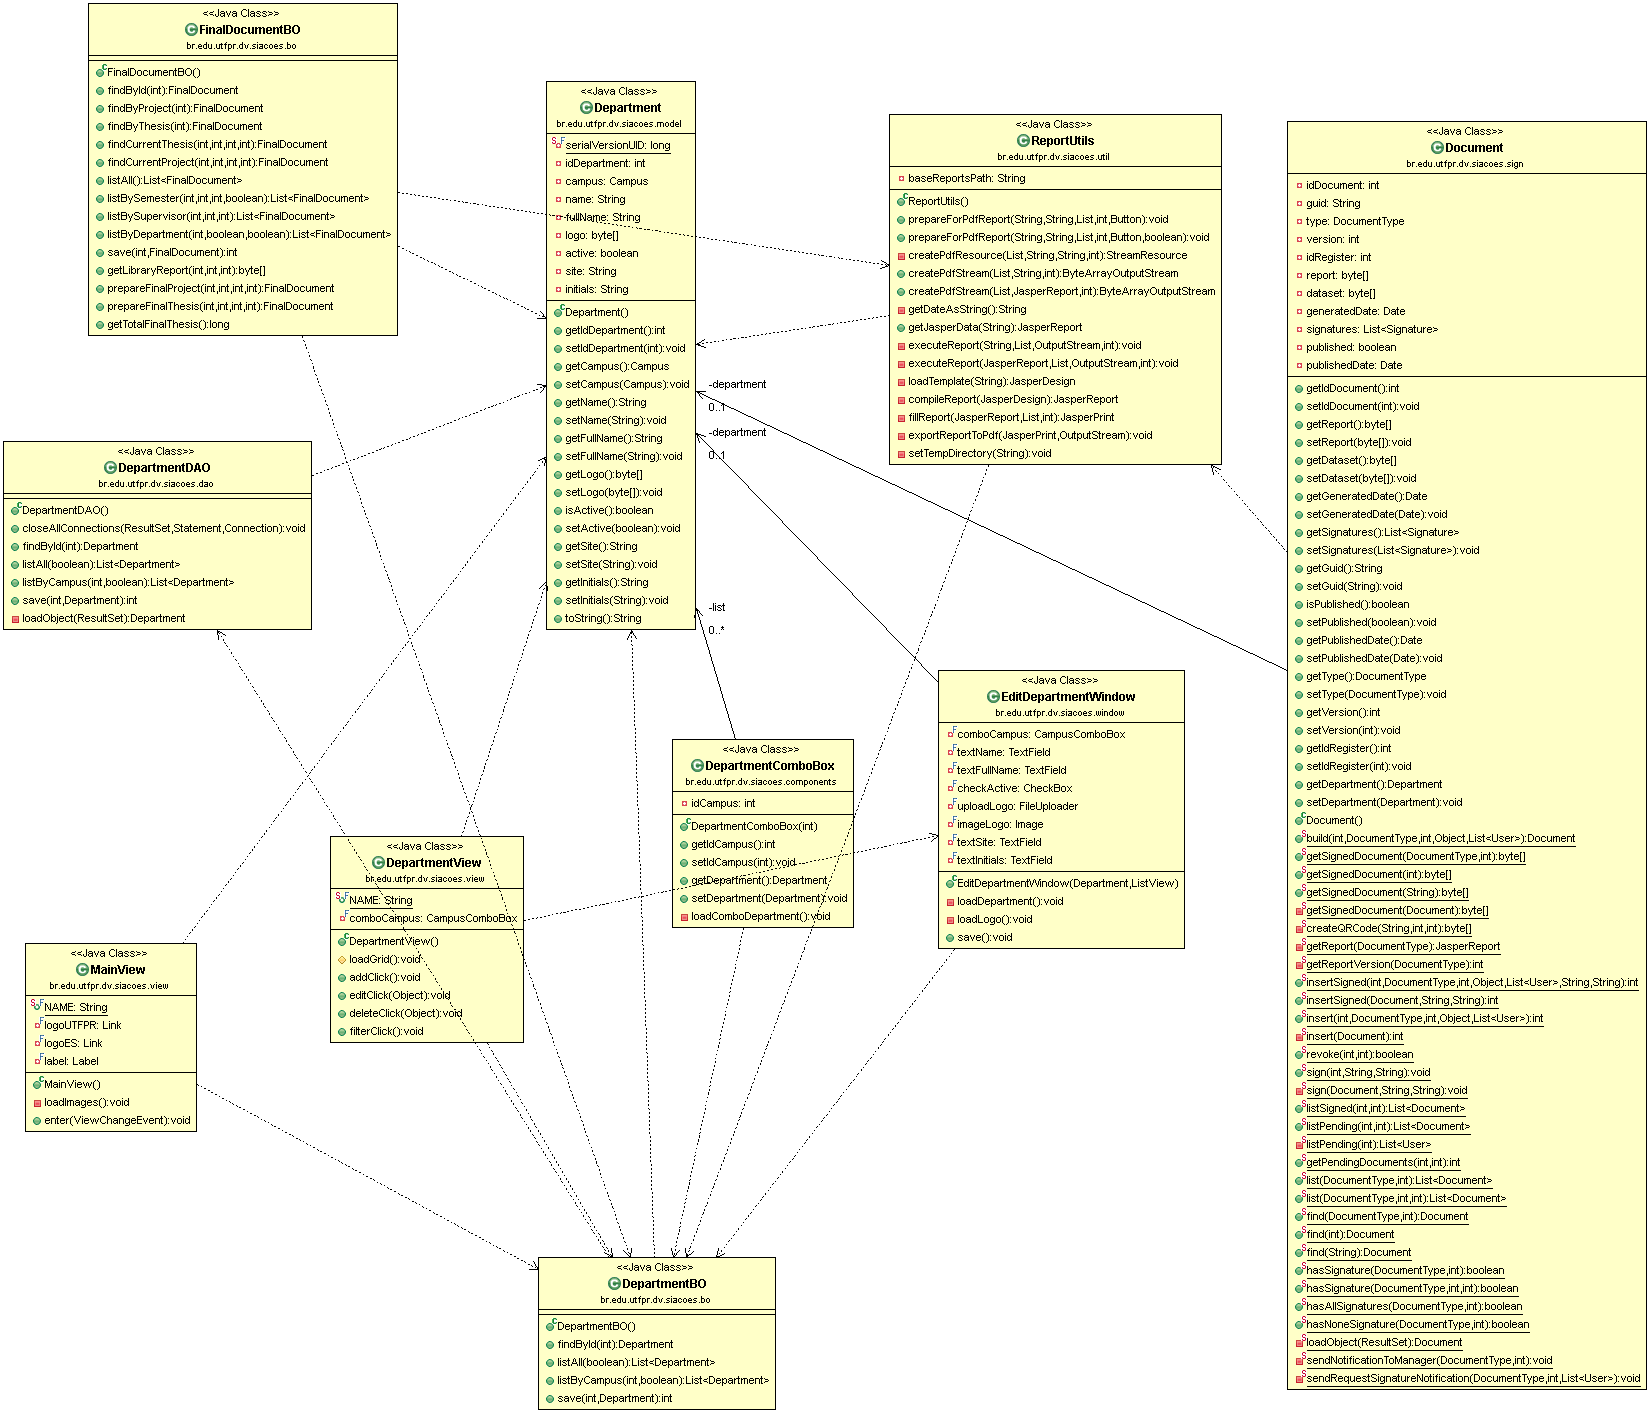 <<Java Class>>
FinalDocumentBO
br.edu.utfpr.dv.siacoes.bo
FinalDocumentBO()
findById(int):FinalDocument
findByProject(int):FinalDocument
findByThesis(int):FinalDocument
findCurrentThesis(int,int,int,int):FinalDocument
findCurrentProject(int,int,int,int):FinalDocument
listAll():List<FinalDocument>
listBySemester(int,int,int,boolean):List<FinalDocument>
listBySupervisor(int,int,int):List<FinalDocument>
listByDepartment(int,boolean,boolean):List<FinalDocument>
save(int,FinalDocument):int
getLibraryReport(int,int,int):byte[]
prepareFinalProject(int,int,int,int):FinalDocument
prepareFinalThesis(int,int,int,int):FinalDocument
getTotalFinalThesis():long
<<Java Class>>
Department
br.edu.utfpr.dv.siacoes.model
serialVersionUID: long
idDepartment: int
campus: Campus
name: String
fullName: String
logo: byte[]
active: boolean
site: String
initials: String
Department()
getIdDepartment():int
setIdDepartment(int):void
getCampus():Campus
setCampus(Campus):void
getName():String
setName(String):void
getFullName():String
setFullName(String):void
getLogo():byte[]
setLogo(byte[]):void
isActive():boolean
setActive(boolean):void
getSite():String
setSite(String):void
getInitials():String
setInitials(String):void
toString():String
-department
0..1
-department
0..1
-list
0..*
<<Java Class>>
ReportUtils
br.edu.utfpr.dv.siacoes.util
baseReportsPath: String
ReportUtils()
prepareForPdfReport(String,String,List,int,Button):void
prepareForPdfReport(String,String,List,int,Button,boolean):void
createPdfResource(List,String,String,int):StreamResource
createPdfStream(List,String,int):ByteArrayOutputStream
createPdfStream(List,JasperReport,int):ByteArrayOutputStream
getDateAsString():String
getJasperData(String):JasperReport
executeReport(String,List,OutputStream,int):void
executeReport(JasperReport,List,OutputStream,int):void
loadTemplate(String):JasperDesign
compileReport(JasperDesign):JasperReport
fillReport(JasperReport,List,int):JasperPrint
exportReportToPdf(JasperPrint,OutputStream):void
setTempDirectory(String):void
<<Java Class>>
Document
br.edu.utfpr.dv.siacoes.sign
idDocument: int
guid: String
type: DocumentType
version: int
idRegister: int
report: byte[]
dataset: byte[]
generatedDate: Date
signatures: List<Signature>
published: boolean
publishedDate: Date
getIdDocument():int
setIdDocument(int):void
getReport():byte[]
setReport(byte[]):void
getDataset():byte[]
setDataset(byte[]):void
getGeneratedDate():Date
setGeneratedDate(Date):void
getSignatures():List<Signature>
setSignatures(List<Signature>):void
getGuid():String
setGuid(String):void
isPublished():boolean
setPublished(boolean):void
getPublishedDate():Date
setPublishedDate(Date):void
getType():DocumentType
setType(DocumentType):void
getVersion():int
setVersion(int):void
getIdRegister():int
setIdRegister(int):void
getDepartment():Department
setDepartment(Department):void
Document()
build(int,DocumentType,int,Object,List<User>):Document
getSignedDocument(DocumentType,int):byte[]
getSignedDocument(int):byte[]
getSignedDocument(String):byte[]
getSignedDocument(Document):byte[]
createQRCode(String,int,int):byte[]
getReport(DocumentType):JasperReport
getReportVersion(DocumentType):int
insertSigned(int,DocumentType,int,Object,List<User>,String,String):int
insertSigned(Document,String,String):int
insert(int,DocumentType,int,Object,List<User>):int
insert(Document):int
revoke(int,int):boolean
sign(int,String,String):void
sign(Document,String,String):void
listSigned(int,int):List<Document>
listPending(int,int):List<Document>
listPending(int):List<User>
getPendingDocuments(int,int):int
list(DocumentType,int):List<Document>
list(DocumentType,int,int):List<Document>
find(DocumentType,int):Document
find(int):Document
find(String):Document
hasSignature(DocumentType,int):boolean
hasSignature(DocumentType,int,int):boolean
hasAllSignatures(DocumentType,int):boolean
hasNoneSignature(DocumentType,int):boolean
loadObject(ResultSet):Document
sendNotificationToManager(DocumentType,int):void
sendRequestSignatureNotification(DocumentType,int,List<User>):void
<<Java Class>>
DepartmentDAO
br.edu.utfpr.dv.siacoes.dao
DepartmentDAO()
closeAllConnections(ResultSet,Statement,Connection):void
findById(int):Department
listAll(boolean):List<Department>
listByCampus(int,boolean):List<Department>
save(int,Department):int
loadObject(ResultSet):Department
<<Java Class>>
EditDepartmentWindow
br.edu.utfpr.dv.siacoes.window
comboCampus: CampusComboBox
textName: TextField
textFullName: TextField
checkActive: CheckBox
uploadLogo: FileUploader
imageLogo: Image
textSite: TextField
textInitials: TextField
EditDepartmentWindow(Department,ListView)
loadDepartment():void
loadLogo():void
save():void
<<Java Class>>
DepartmentComboBox
br.edu.utfpr.dv.siacoes.components
idCampus: int
DepartmentComboBox(int)
getIdCampus():int
setIdCampus(int):void
getDepartment():Department
setDepartment(Department):void
loadComboDepartment():void
<<Java Class>>
DepartmentView
br.edu.utfpr.dv.siacoes.view
NAME: String
comboCampus: CampusComboBox
DepartmentView()
loadGrid():void
addClick():void
editClick(Object):void
deleteClick(Object):void
filterClick():void
<<Java Class>>
MainView
br.edu.utfpr.dv.siacoes.view
NAME: String
logoUTFPR: Link
logoES: Link
label: Label
MainView()
loadImages():void
enter(ViewChangeEvent):void
<<Java Class>>
DepartmentBO
br.edu.utfpr.dv.siacoes.bo
DepartmentBO()
findById(int):Department
listAll(boolean):List<Department>
listByCampus(int,boolean):List<Department>
save(int,Department):int